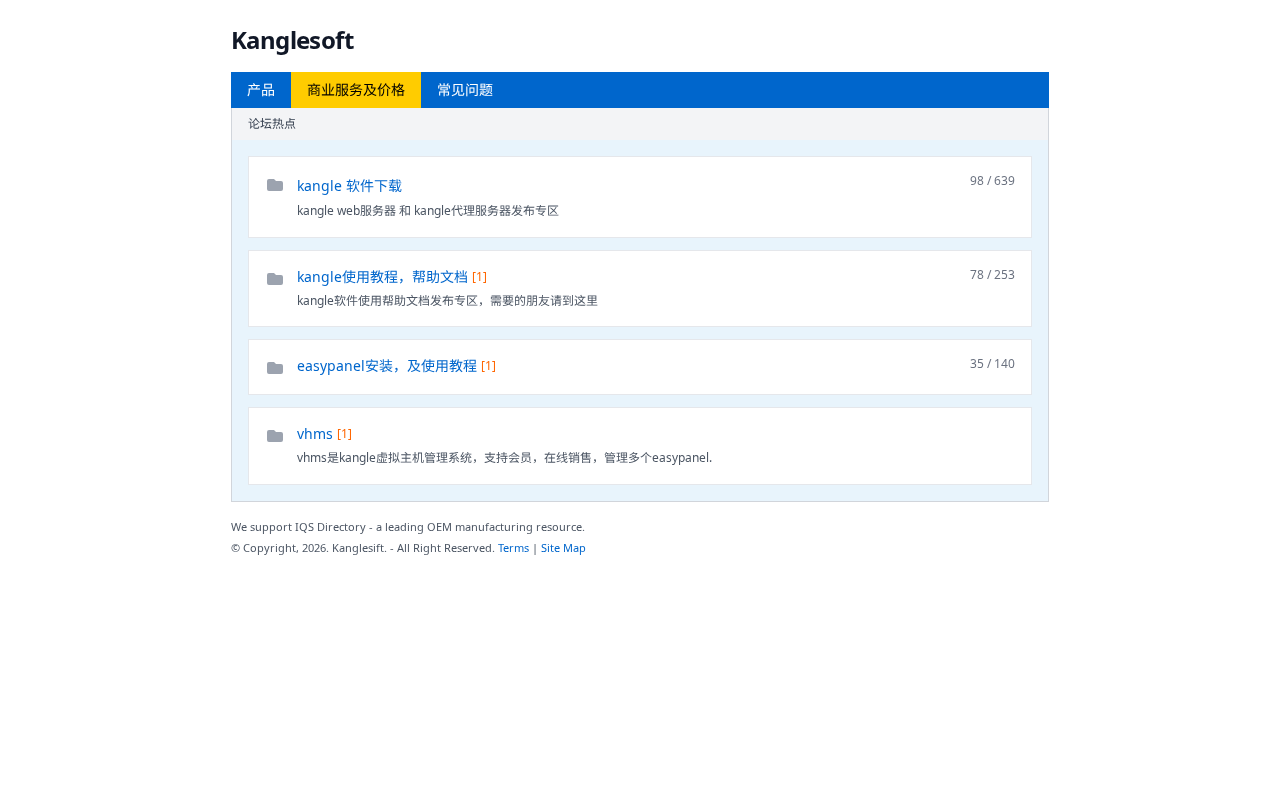 Kanglesoft
产品 商业服务及价格 常见问题
论坛热点
kangle 软件下载 98 / 639
kangle web服务器 和 kangle代理服务器发布专区
kangle使用教程，帮助文档 [1] 78 / 253
kangle软件使用帮助文档发布专区，需要的朋友请到这里
easypanel安装，及使用教程 [1] 35 / 140
vhms [1]
vhms是kangle虚拟主机管理系统，支持会员，在线销售，管理多个easypanel.
We support IQS Directory - a leading OEM manufacturing resource.
© Copyright, 2026. Kanglesift. - All Right Reserved. Terms | Site Map